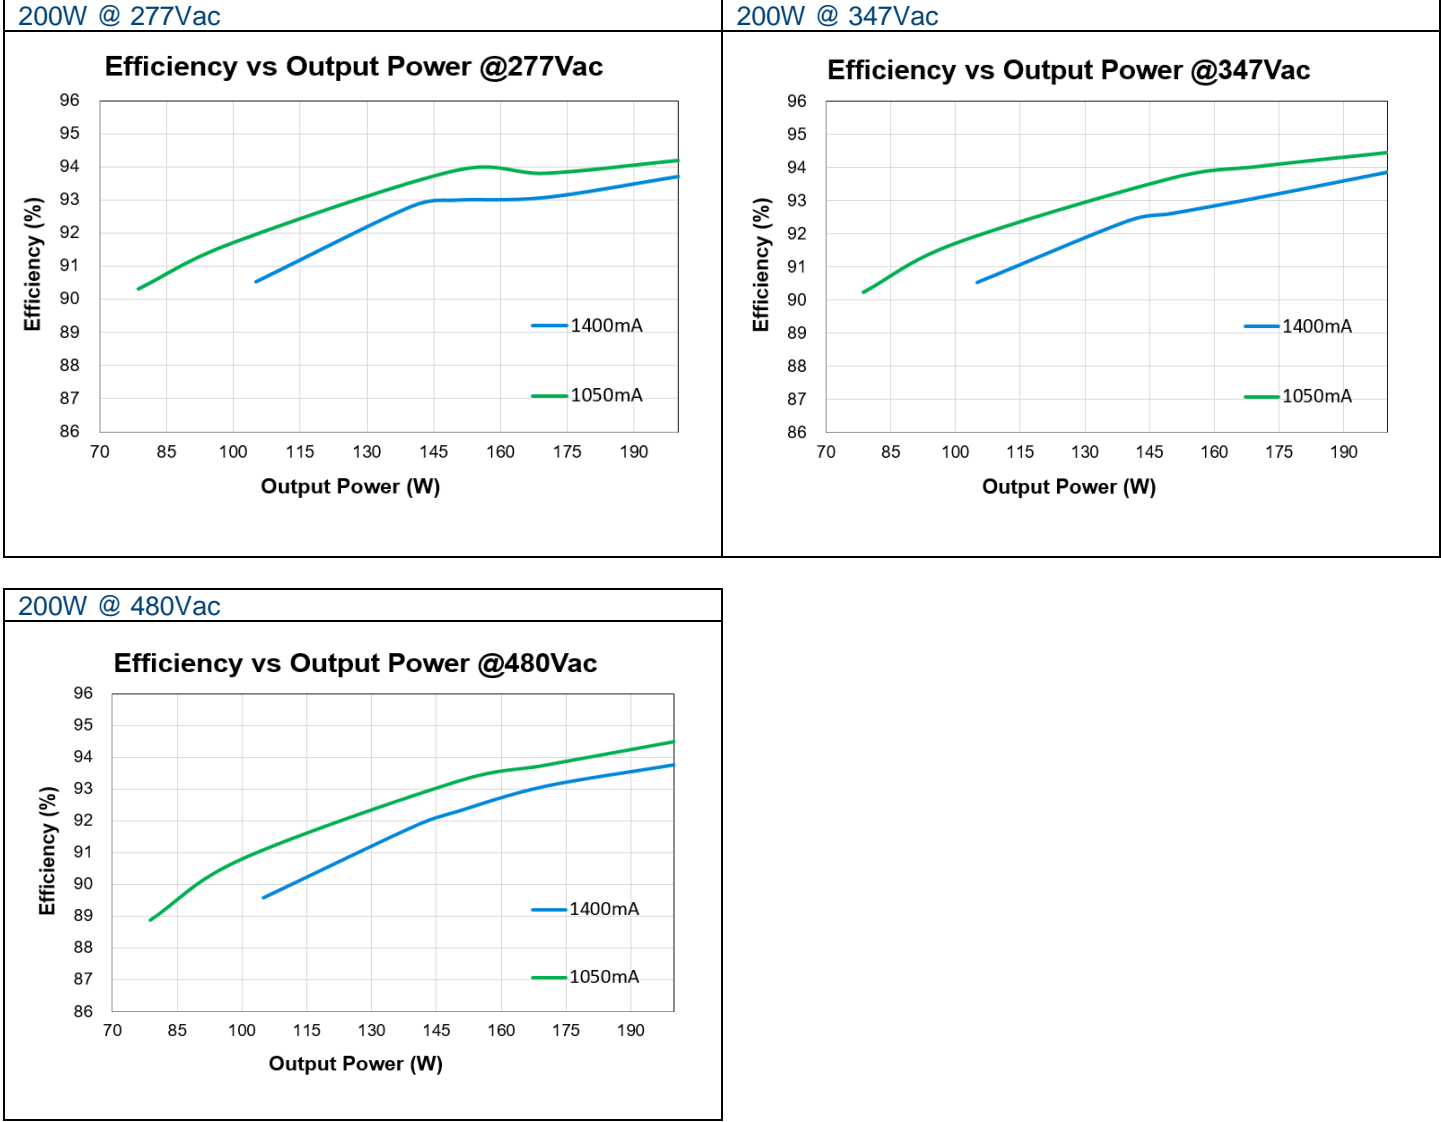 200W @ 277Vac
200W @ 347Vac
Efficiency vs Output Power @277Vac
96
95
94
93
92
91
90
89
88
87
86
Efficiency (%)
1400mA
1050mA
70 85 100 115 130 145 160 175 190
Output Power (W)
Efficiency vs Output Power @347Vac
96
95
94
93
92
91
90
89
88
87
86
Efficiency (%)
1400mA
1050mA
70 85 100 115 130 145 160 175 190
Output Power (W)
200W @ 480Vac
Efficiency vs Output Power @480Vac
96
95
94
93
92
91
90
89
88
87
86
Efficiency (%)
1400mA
1050mA
70 85 100 115 130 145 160 175 190
Output Power (W)